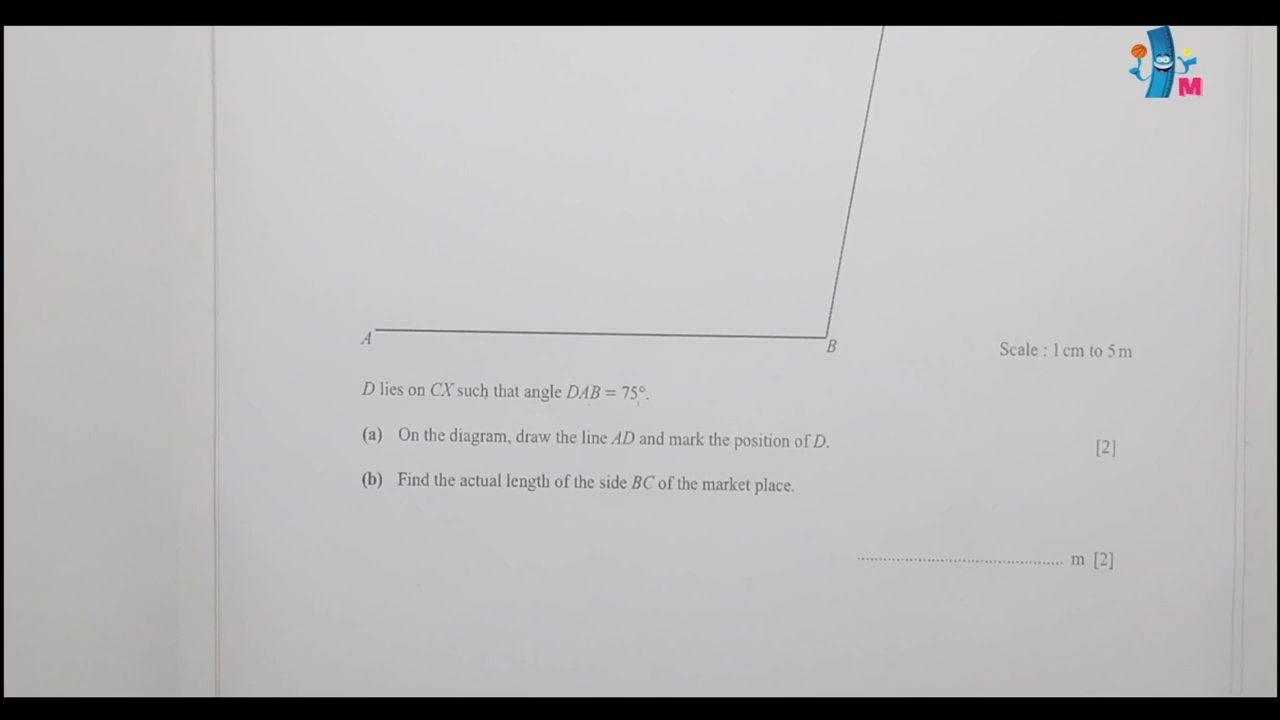 M
A
B
Scale : 1 cm to 5 m
D lies on CX such that angle DAB = 75°.
(a) On the diagram, draw the line AD and mark the position of D.
[2]
(b) Find the actual length of the side BC of the market place.
.............................................. m [2]